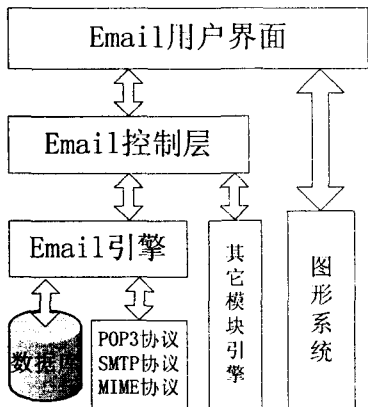 Email用户界面
Email控制层
Email引擎
其它模块引擎
图形系统
数据库
POP3协议
SMTP协议
MIME协议